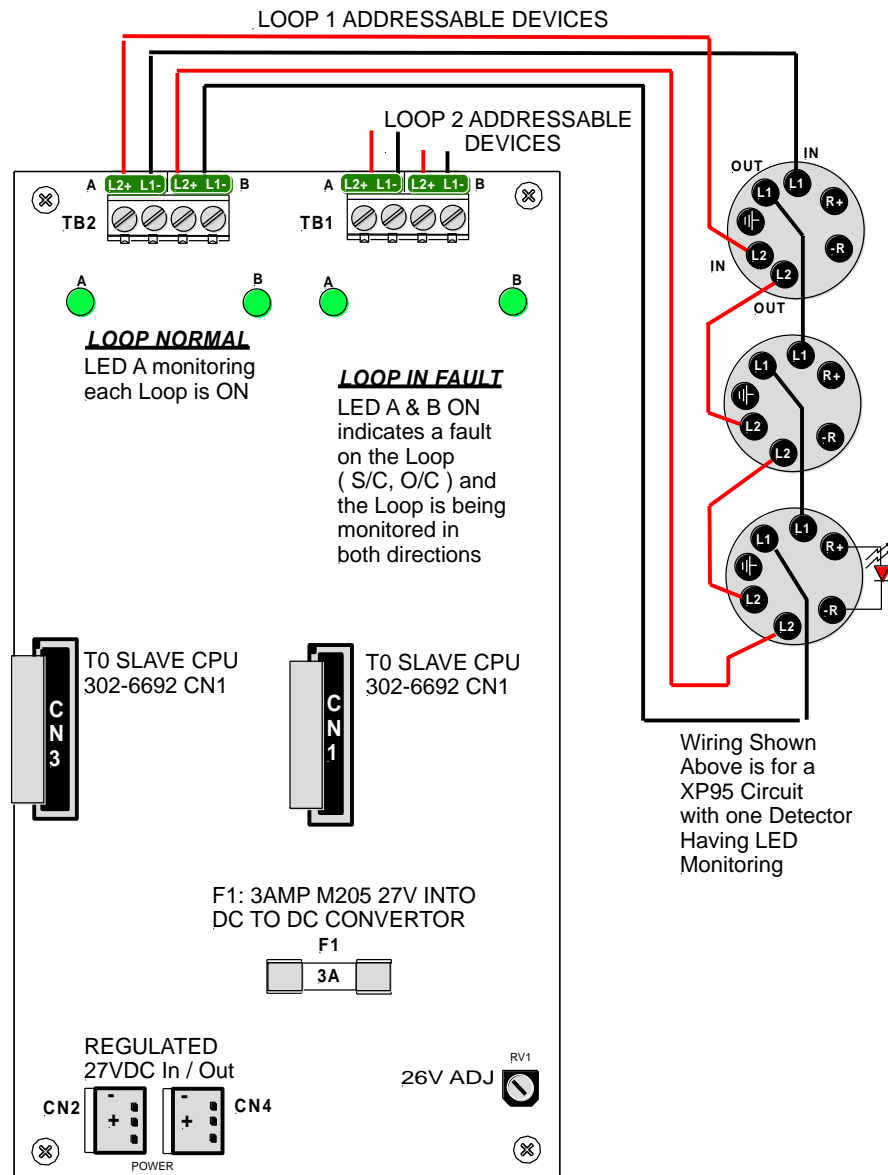 LOOP 1 ADDRESSABLE DEVICES
LOOP 2 ADDRESSABLE
DEVICES
A L2+ L1- L2+ L1- B
TB2
A L2+ L1- L2+ L1- B
TB1
A
B
A
B
LOOP NORMAL
LED A monitoring
each Loop is ON
LOOP IN FAULT
LED A & B ON
indicates a fault
on the Loop
( S/C, O/C ) and
the Loop is being
monitored in
both directions
OUT
IN
L1
L1
R+
-R
L2
IN
L2
OUT
L1
L1
R+
L2
-R
L2
L1
L1
R+
L2
-R
L2
T0 SLAVE CPU
302-6692 CN1
CN3
T0 SLAVE CPU
302-6692 CN1
CN1
Wiring Shown
Above is for a
XP95 Circuit
with one Detector
Having LED
Monitoring
F1: 3AMP M205 27V INTO
DC TO DC CONVERTOR
F1
3A
REGULATED
27VDC In / Out
CN2
- +
- +
CN4
POWER
26V ADJ
RV1